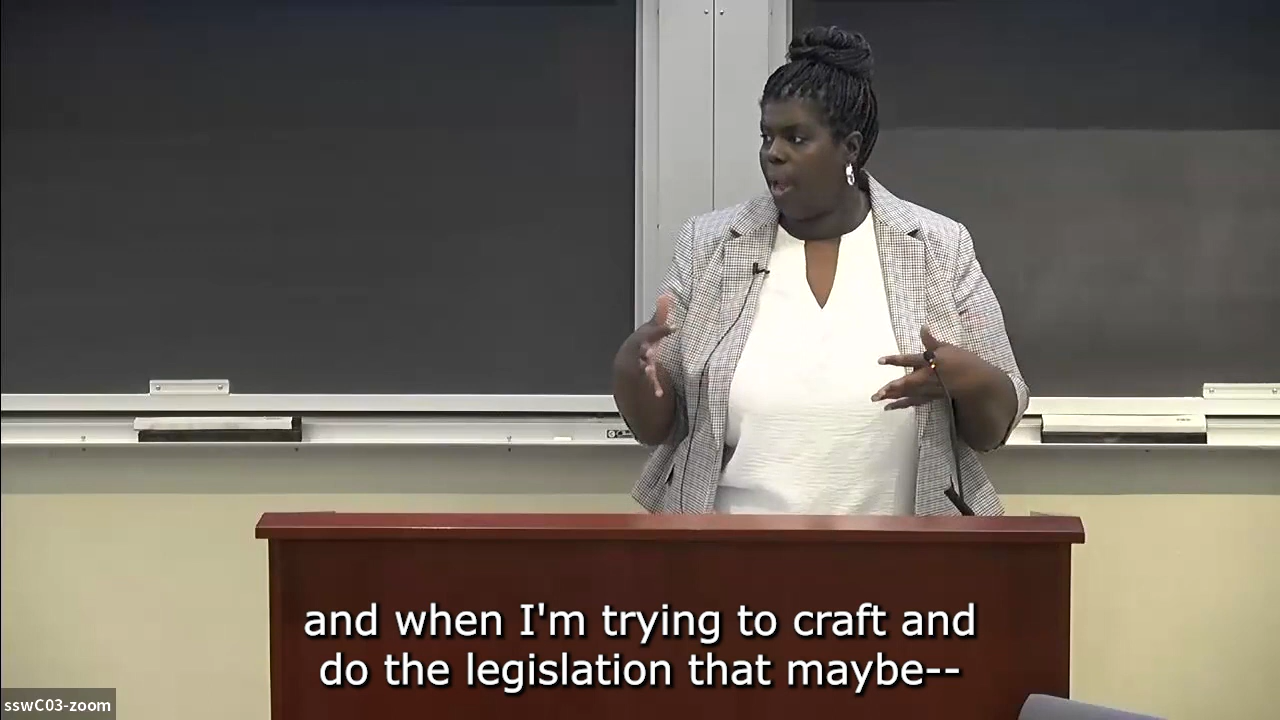 and when I'm trying to craft and
do the legislation that maybe--
sswC03-zoom